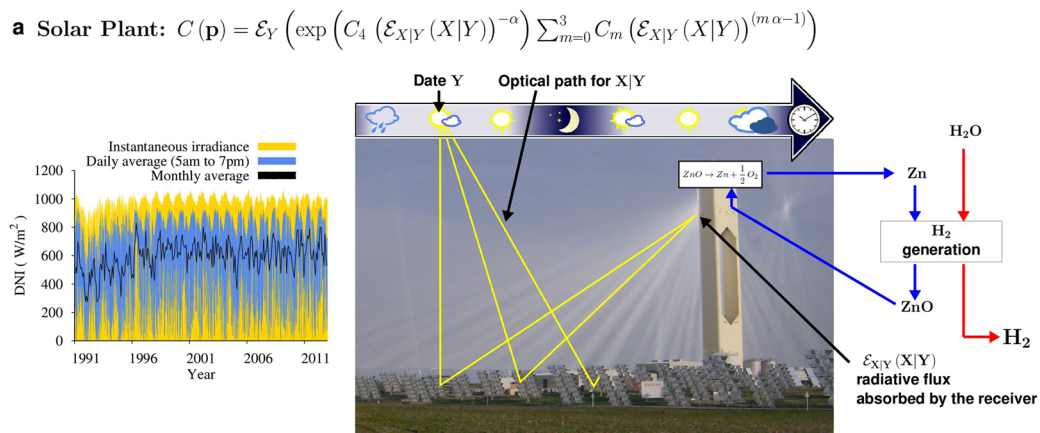 a Solar Plant: C (p) = ℰ_Y ( exp ( C_4 (ℰ_{X|Y} (X|Y))^{−α} ) ∑_{m=0}^{3} C_m (ℰ_{X|Y} (X|Y))^{(m α−1)} )
Date Y
Optical path for X|Y
Instantaneous irradiance
Daily average (5am to 7pm)
Monthly average
DNI ( W/m²)
1200
1000
800
600
400
200
0
1991 1996 2001 2006 2011
Year
ZnO → Zn + 1/2 O₂
H₂O
Zn
H₂
generation
ZnO
H₂
ℰ_{X|Y} (X|Y)
radiative flux
absorbed by the receiver